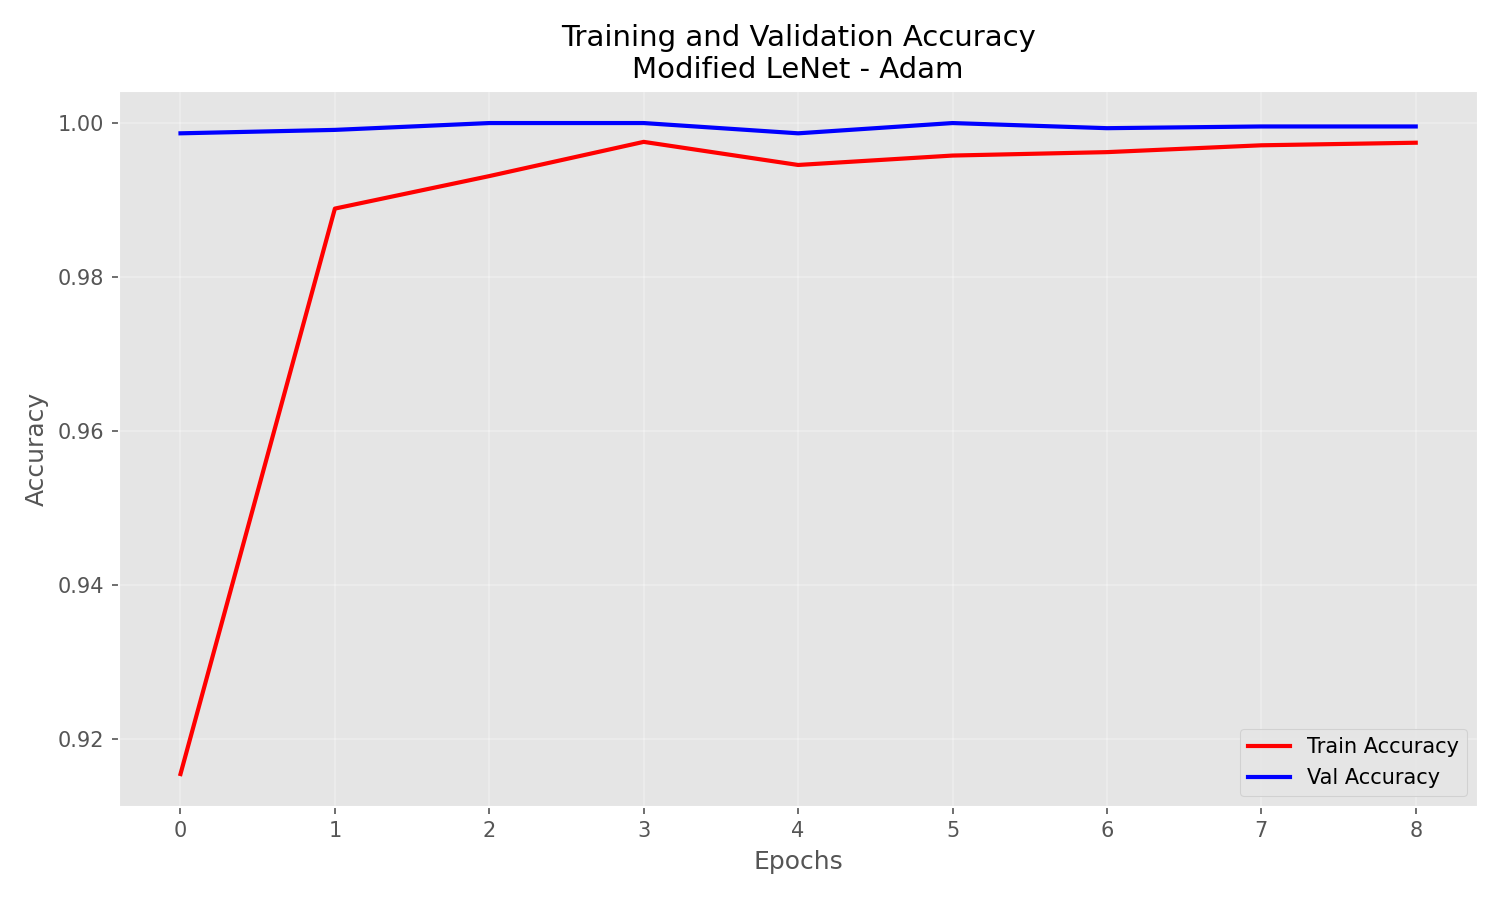 Training and Validation Accuracy
Modified LeNet - Adam
1.00
0.98
0.96
0.94
0.92
Accuracy
Train Accuracy
Val Accuracy
0 1 2 3 4 5 6 7 8
Epochs